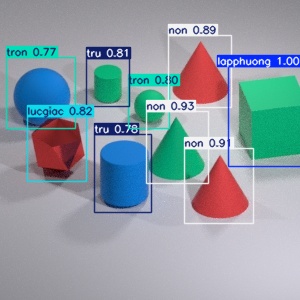 non 0.89
tron 0.77
tru 0.81
lapphuong 1.00
tron 0.80
lucgiac 0.82
non 0.93
tru 0.78
non 0.91